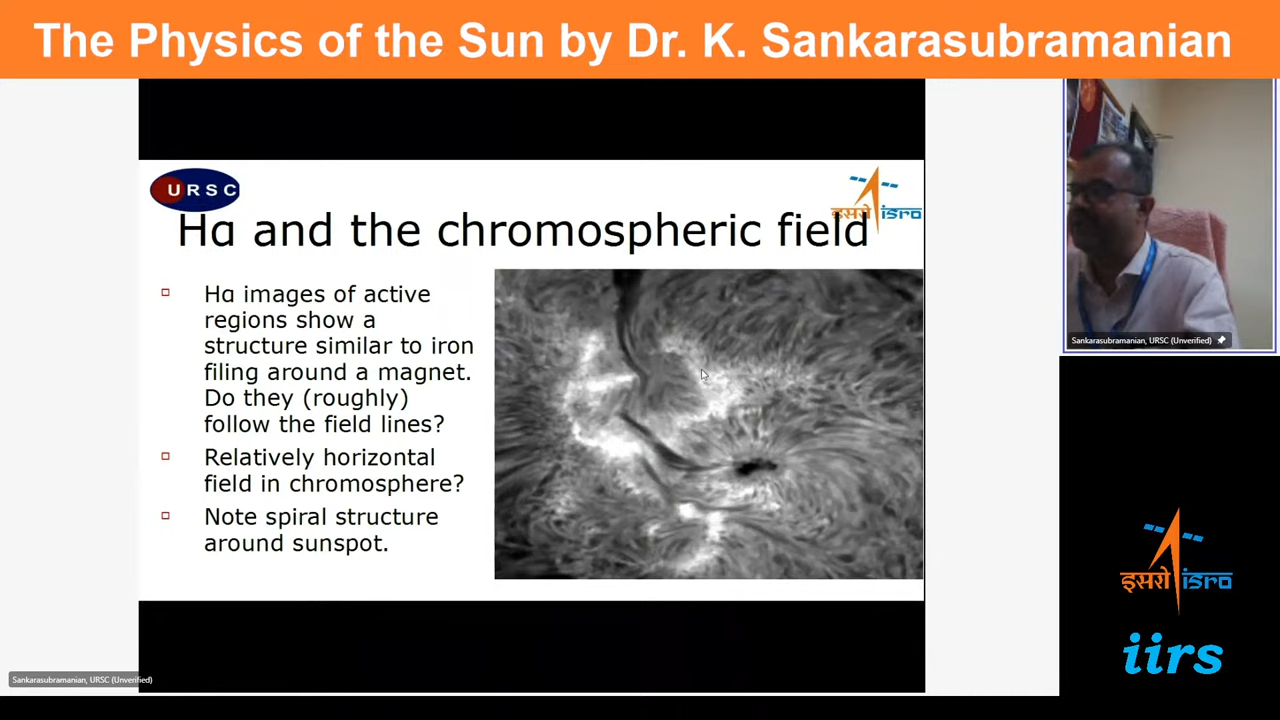 The Physics of the Sun by Dr. K. Sankarasubramanian
URSC
इसरो isro
Hα and the chromospheric field
Hα images of active
regions show a
structure similar to iron
filing around a magnet.
Do they (roughly)
follow the field lines?
Relatively horizontal
field in chromosphere?
Note spiral structure
around sunspot.
Sankarasubramanian, URSC (Unverified)
इसरो isro
iirs
Sankarasubramanian, URSC (Unverified)